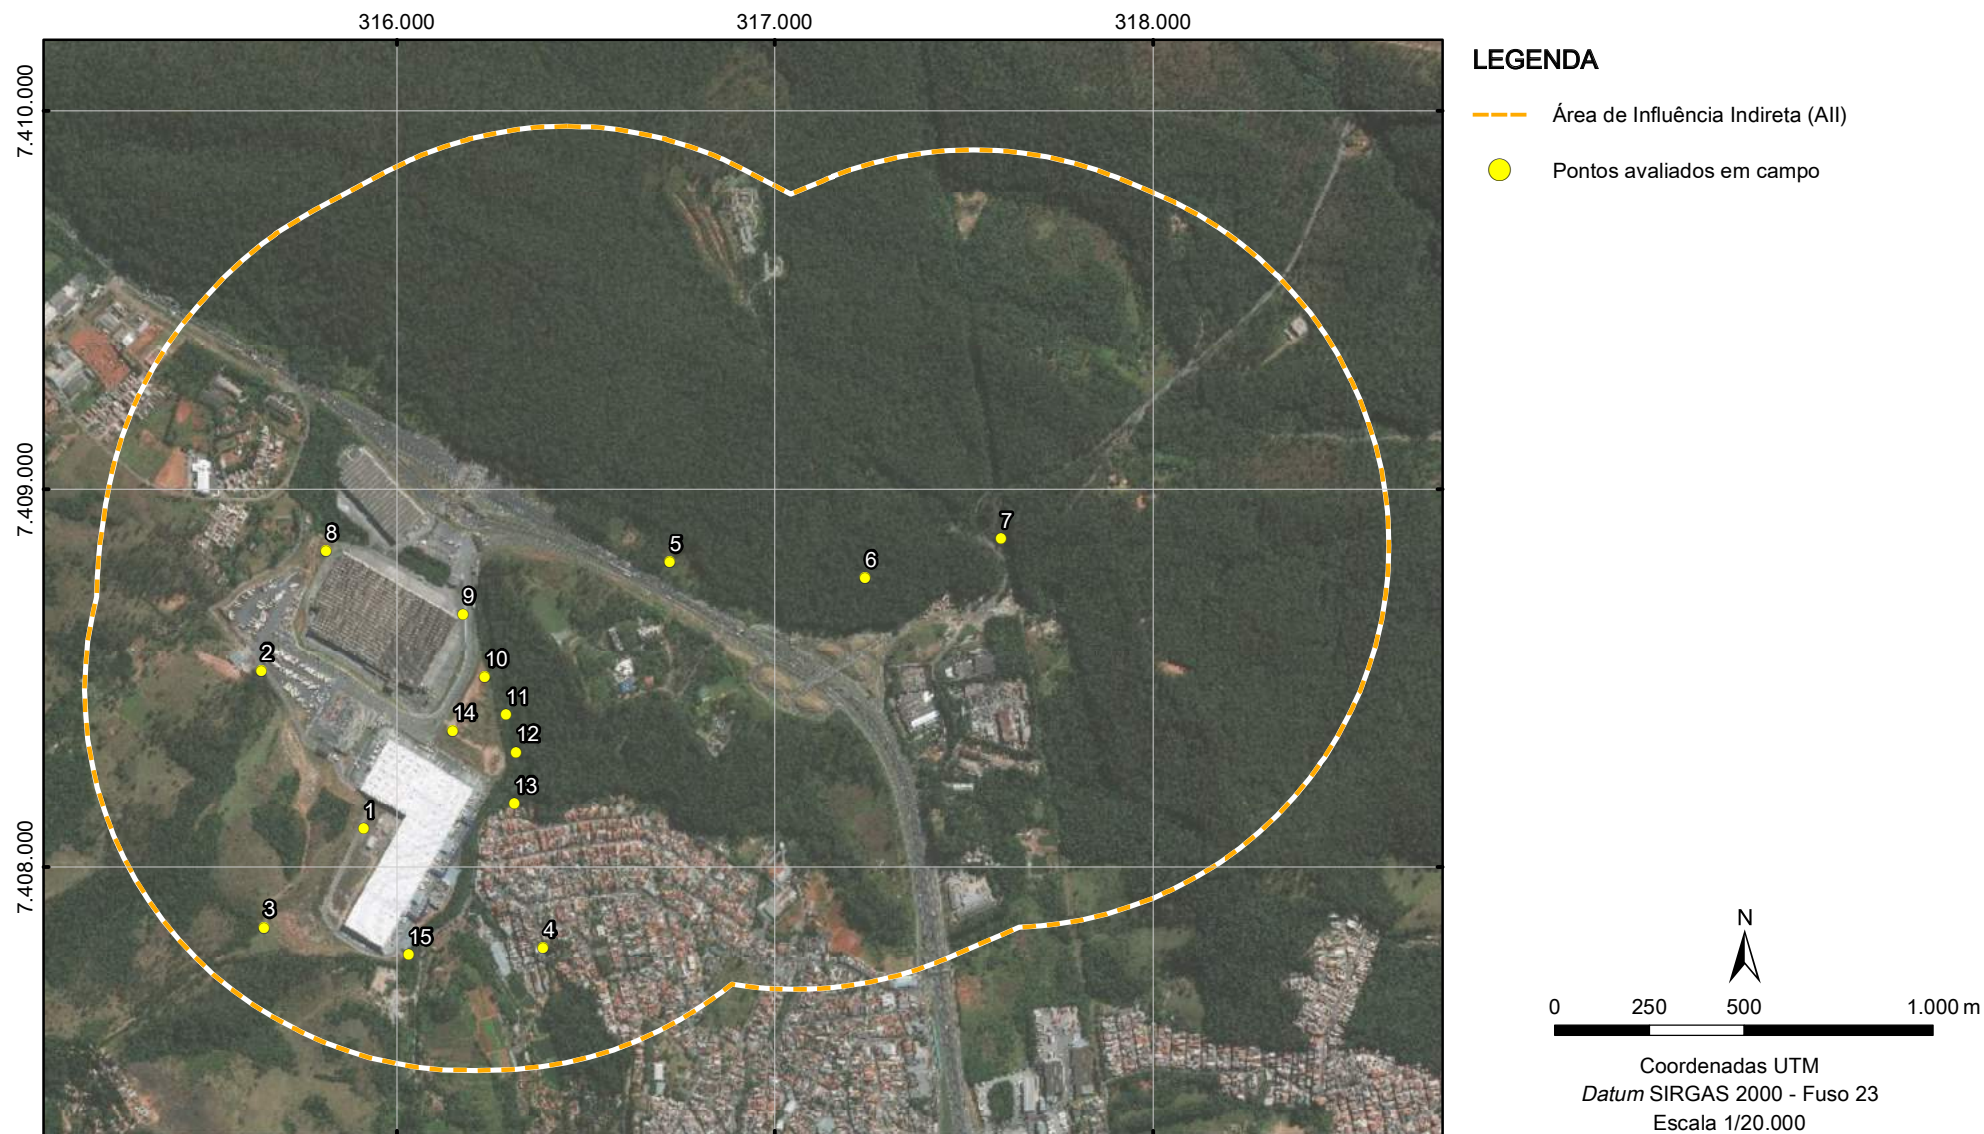 316.000
317.000
318.000
7.410.000
7.409.000
7.408.000
5
7
6
8
9
2
10
11
14
12
13
1
3
4
15
LEGENDA
Área de Influência Indireta (AII)
Pontos avaliados em campo
N
0 250 500 1.000 m
Coordenadas UTM
Datum SIRGAS 2000 - Fuso 23
Escala 1/20.000